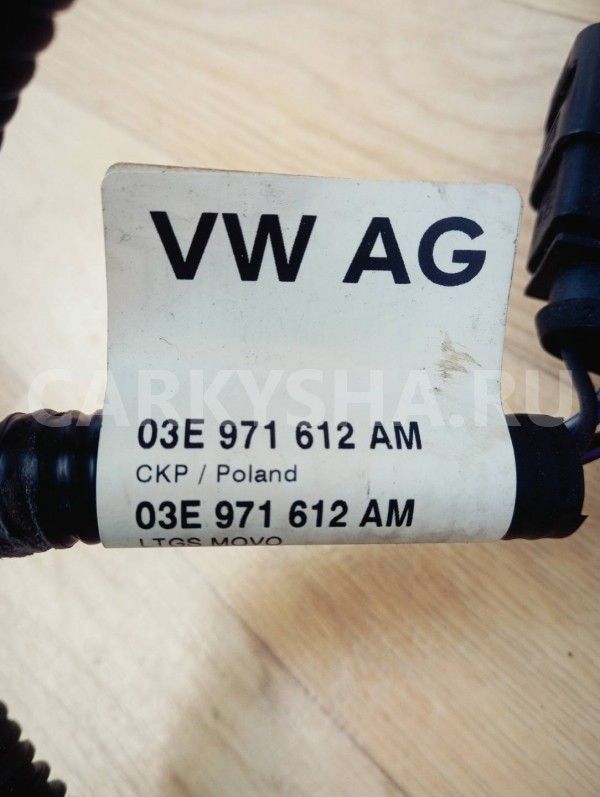 VW AG
CARKYSHA.RU
03E 971 612 AM
CKP / Poland
03E 971 612 AM
LTGS MOVO